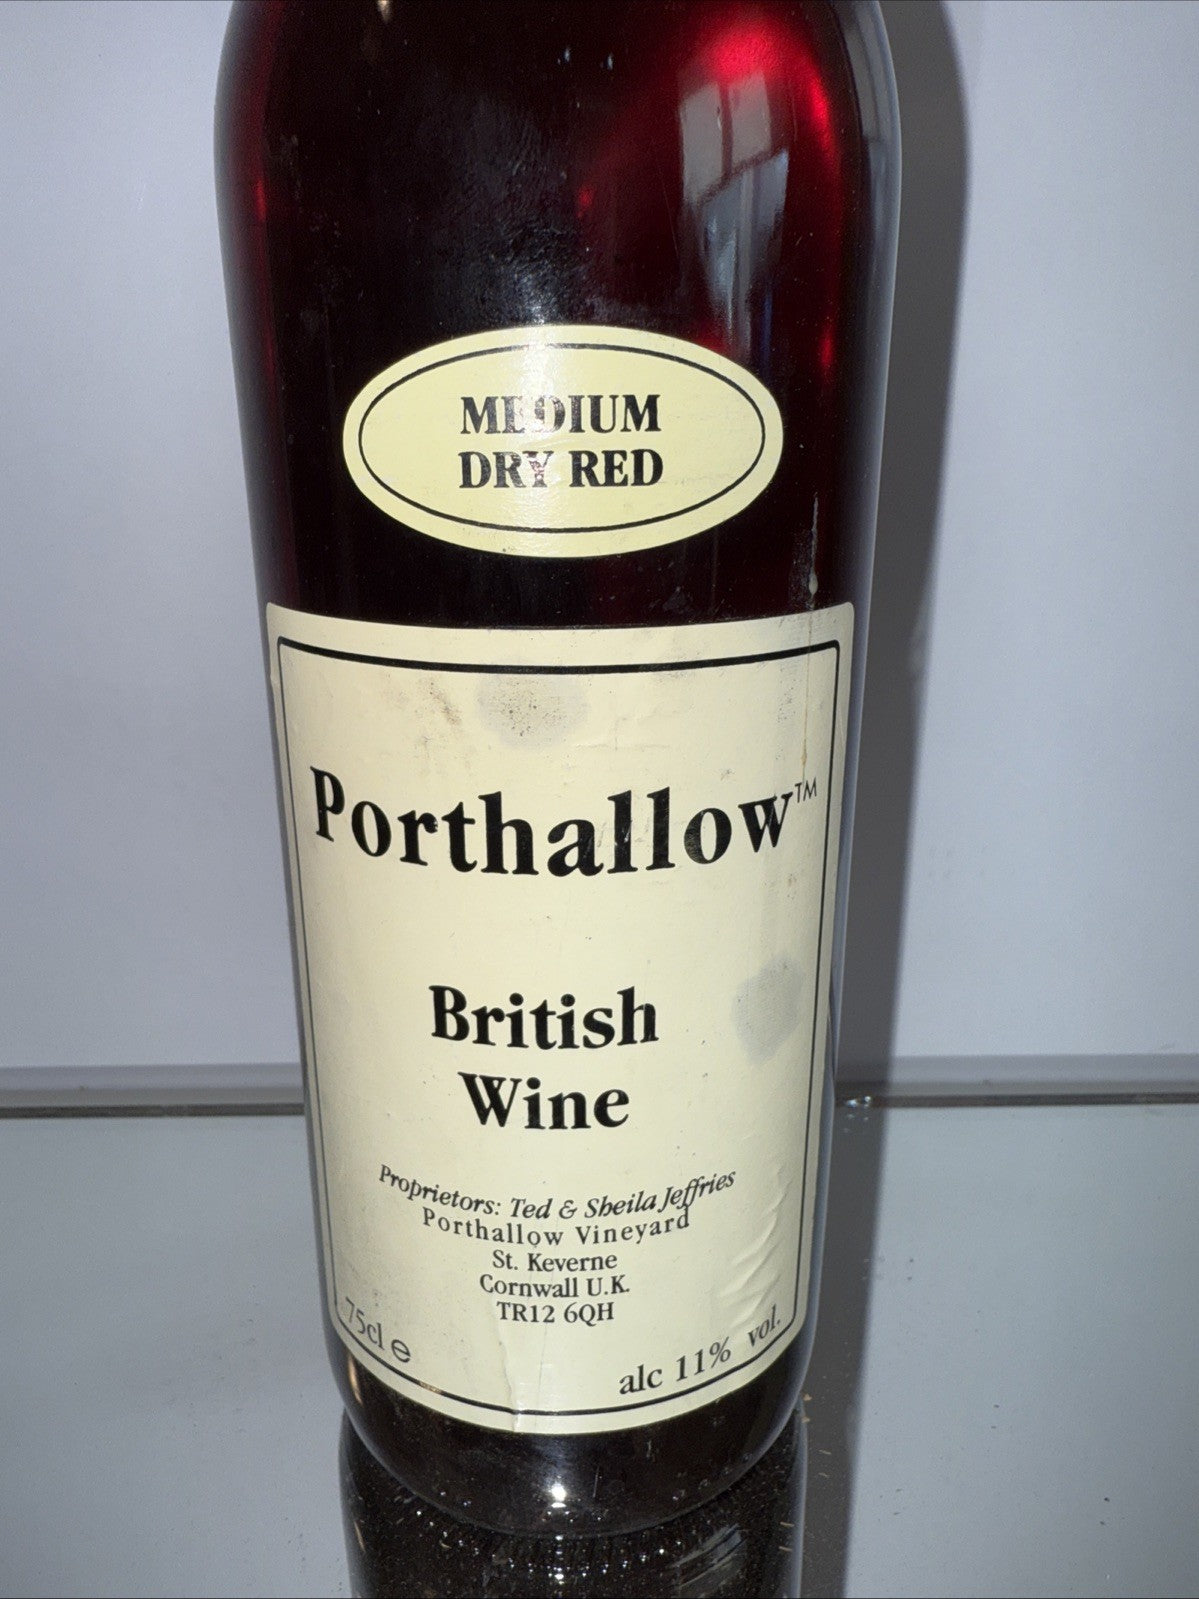 MEDIUM
DRY RED
Porthallow™
British
Wine
Proprietors: Ted & Sheila Jeffries
Porthallow Vineyard
St. Keverne
Cornwall U.K.
TR12 6QH
75cl ℮
alc 11% vol.